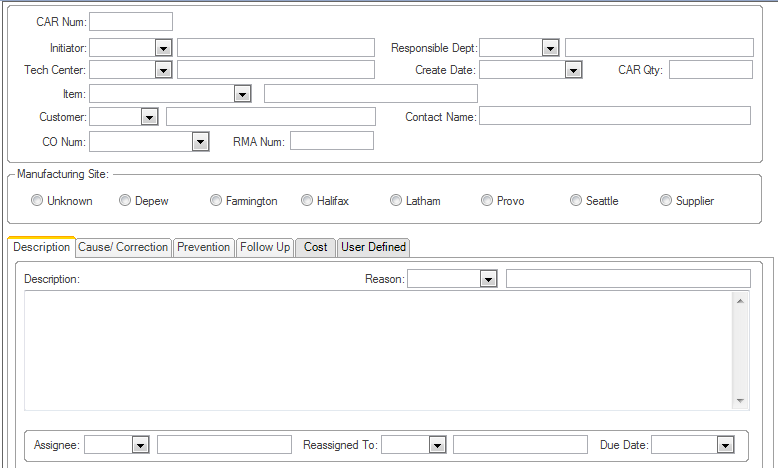 CAR Num:
Initiator: Responsible Dept:
Tech Center: Create Date: CAR Qty:
Item:
Customer: Contact Name:
CO Num: RMA Num:
Manufacturing Site:
Unknown Depew Farmington Halifax Latham Provo Seattle Supplier
Description Cause/ Correction Prevention Follow Up Cost User Defined
Description: Reason:
Assignee: Reassigned To: Due Date: